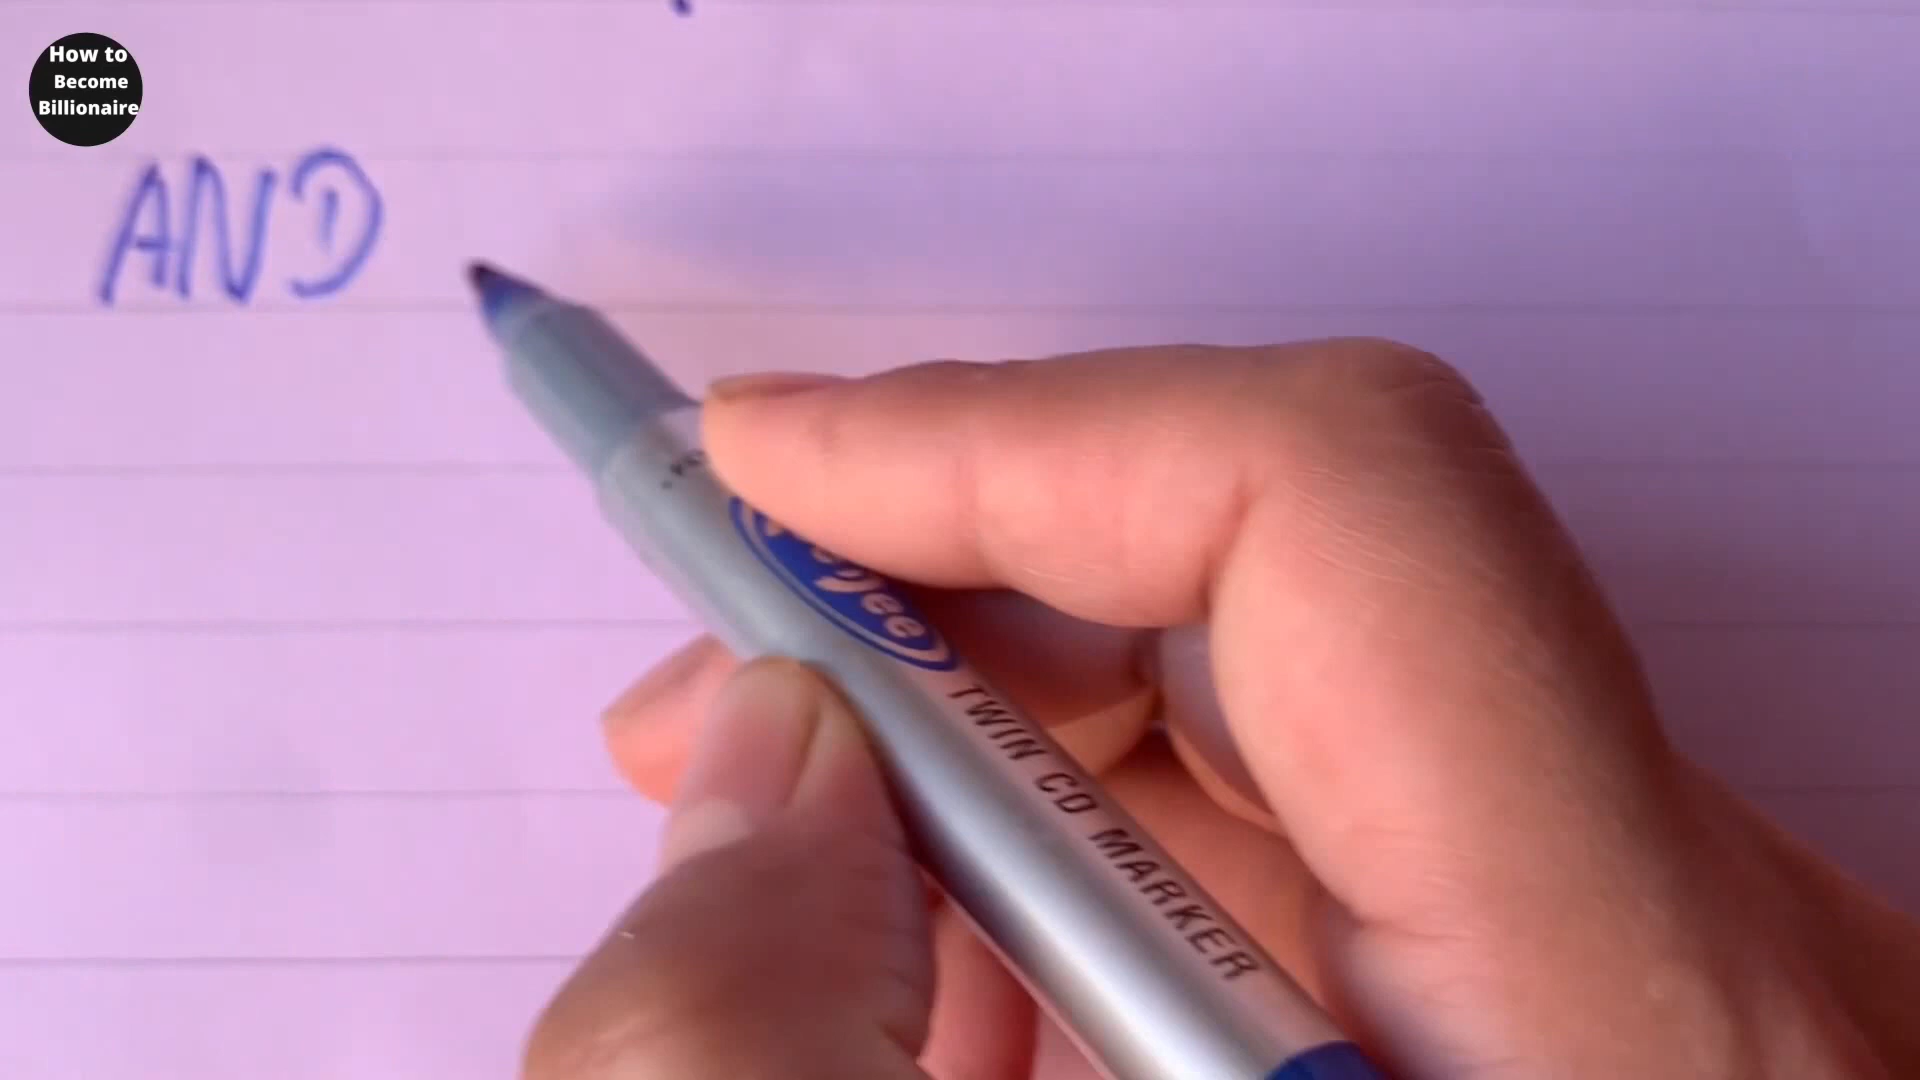 How to
Become
Billionaire
AND
TWIN CD MARKER